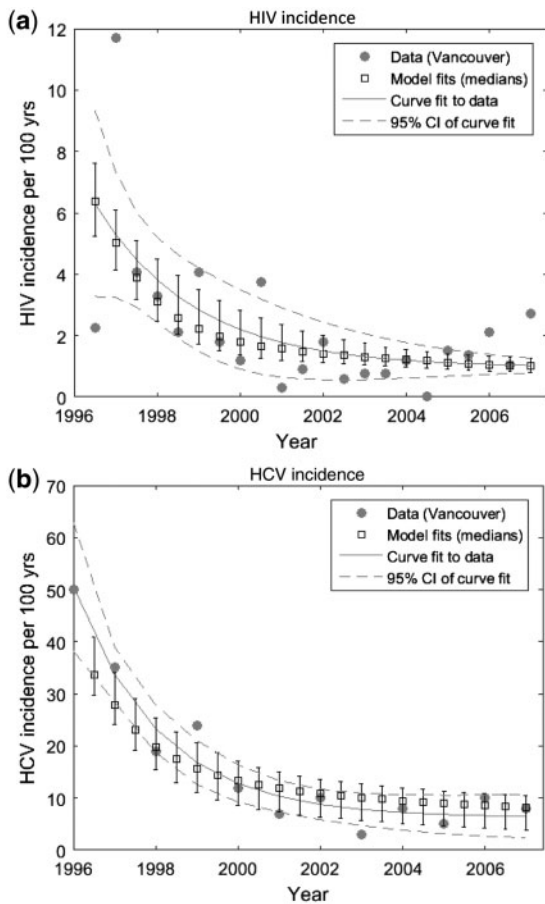 (a)
HIV incidence
12
10
8
6
4
2
0
HIV incidence per 100 yrs
Data (Vancouver)
Model fits (medians)
Curve fit to data
95% CI of curve fit
1996 1998 2000 2002 2004 2006
Year
(b)
HCV incidence
70
60
50
40
30
20
10
0
HCV incidence per 100 yrs
Data (Vancouver)
Model fits (medians)
Curve fit to data
95% CI of curve fit
1996 1998 2000 2002 2004 2006
Year